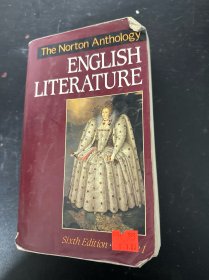 The Norton Anthology
ENGLISH
LITERATURE
Sixth Edition